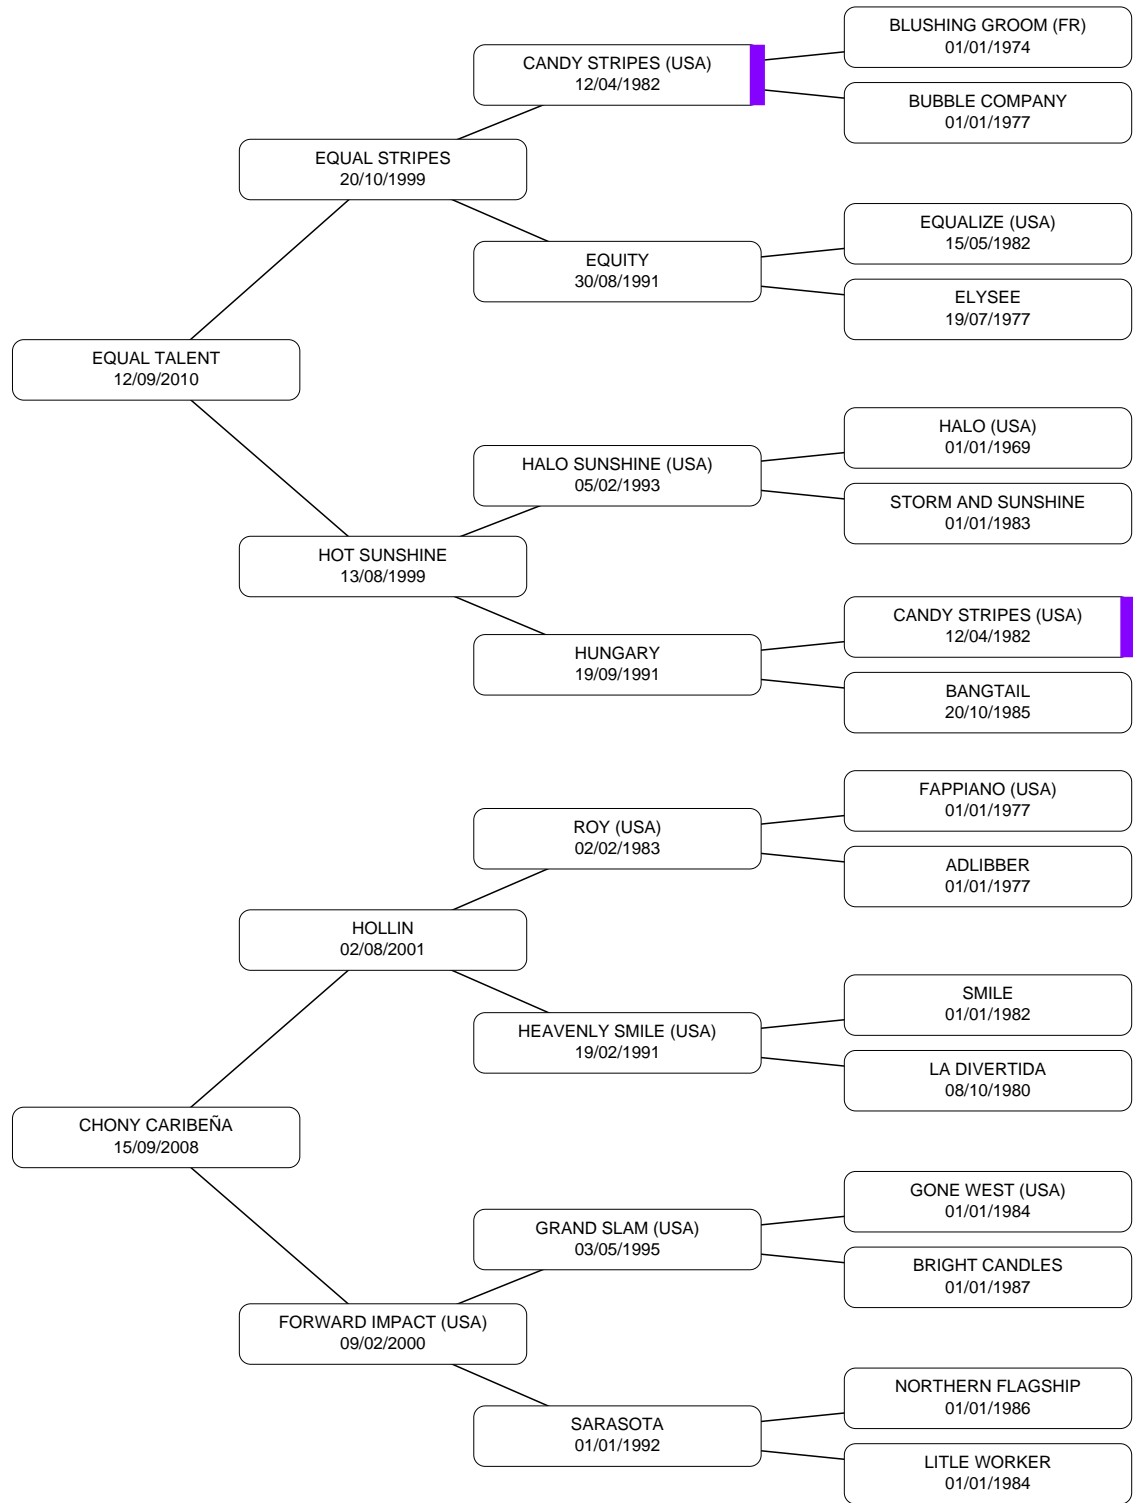 BLUSHING GROOM (FR)
01/01/1974
CANDY STRIPES (USA)
12/04/1982
BUBBLE COMPANY
01/01/1977
EQUAL STRIPES
20/10/1999
EQUALIZE (USA)
15/05/1982
EQUITY
30/08/1991
ELYSEE
19/07/1977
EQUAL TALENT
12/09/2010
HALO (USA)
01/01/1969
HALO SUNSHINE (USA)
05/02/1993
STORM AND SUNSHINE
01/01/1983
HOT SUNSHINE
13/08/1999
CANDY STRIPES (USA)
12/04/1982
HUNGARY
19/09/1991
BANGTAIL
20/10/1985
FAPPIANO (USA)
01/01/1977
ROY (USA)
02/02/1983
ADLIBBER
01/01/1977
HOLLIN
02/08/2001
SMILE
01/01/1982
HEAVENLY SMILE (USA)
19/02/1991
LA DIVERTIDA
08/10/1980
CHONY CARIBEÑA
15/09/2008
GONE WEST (USA)
01/01/1984
GRAND SLAM (USA)
03/05/1995
BRIGHT CANDLES
01/01/1987
FORWARD IMPACT (USA)
09/02/2000
NORTHERN FLAGSHIP
01/01/1986
SARASOTA
01/01/1992
LITLE WORKER
01/01/1984